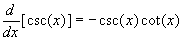 d/dx [csc(x)] = −csc(x)cot(x)